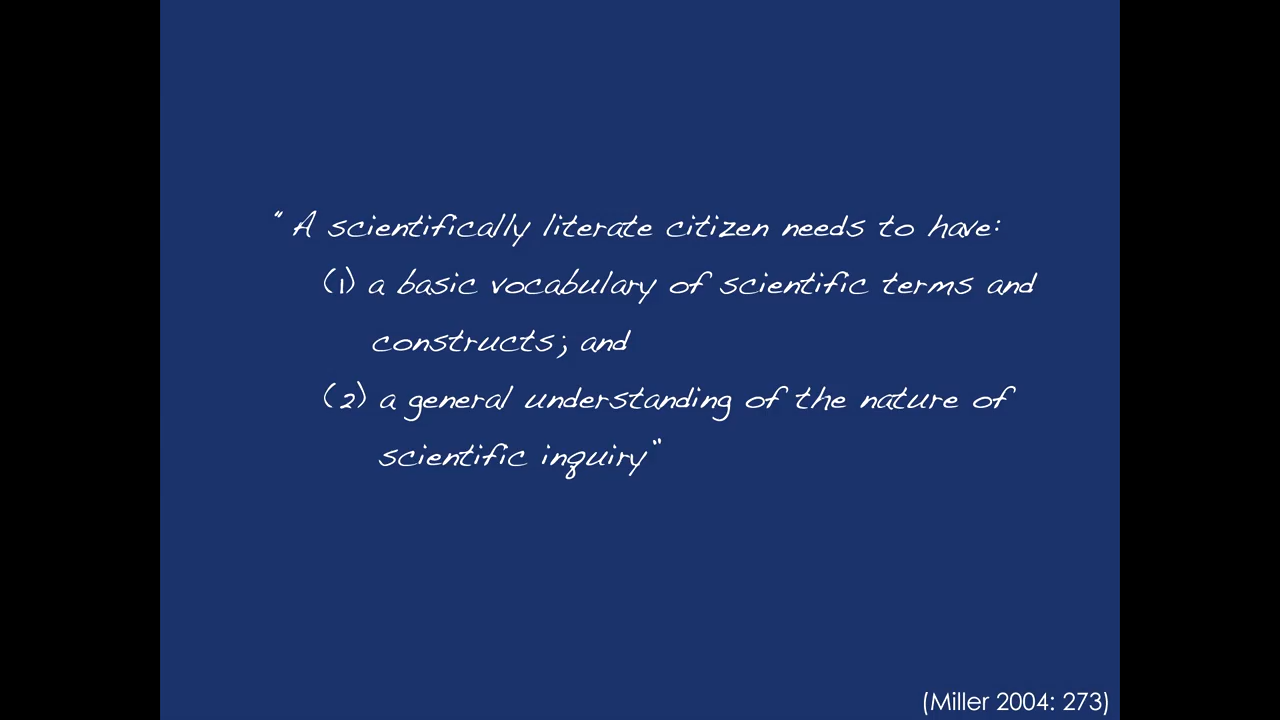 "A scientifically literate citizen needs to have:
(1) a basic vocabulary of scientific terms and
constructs; and
(2) a general understanding of the nature of
scientific inquiry"
(Miller 2004: 273)